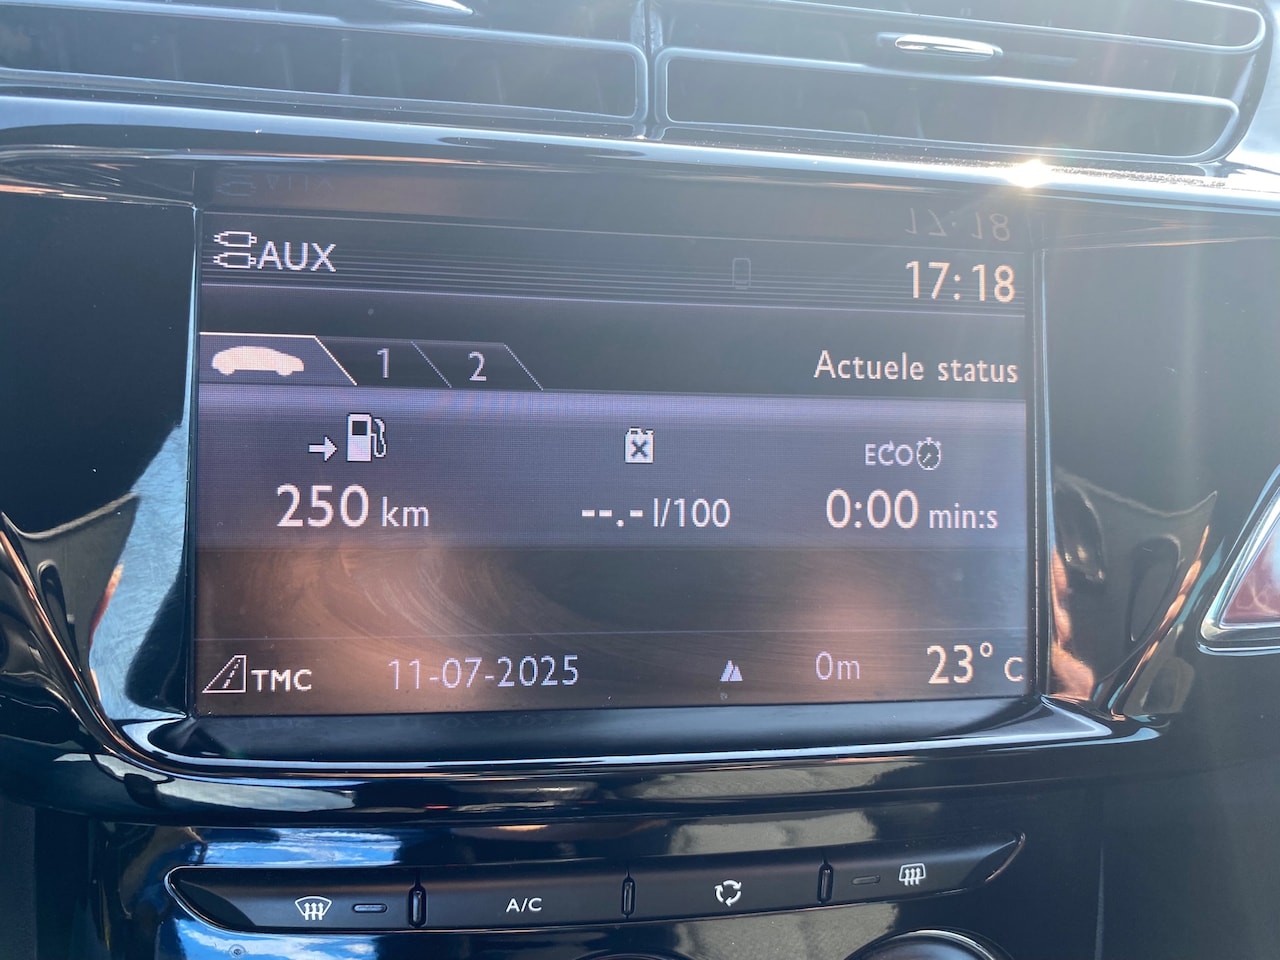 AUX
17:18
1 2 Actuele status
ECO
250 km --.- l/100 0:00 min:s
TMC 11-07-2025 0m 23° C
A/C